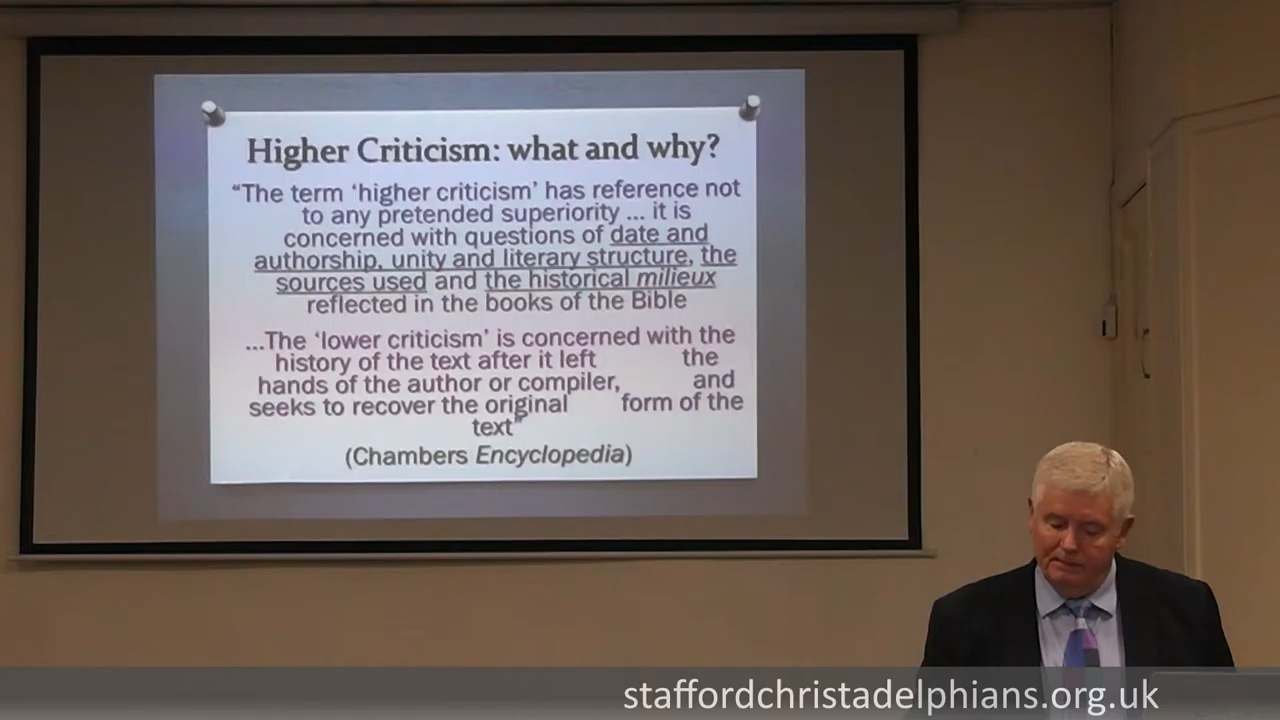 Higher Criticism: what and why?
“The term ‘higher criticism’ has reference not
to any pretended superiority ... it is
concerned with questions of date and
authorship, unity and literary structure, the
sources used and the historical milieux
reflected in the books of the Bible
...The ‘lower criticism’ is concerned with the
history of the text after it left the
hands of the author or compiler, and
seeks to recover the original form of the
text”
(Chambers Encyclopedia)
staffordchristadelphians.org.uk